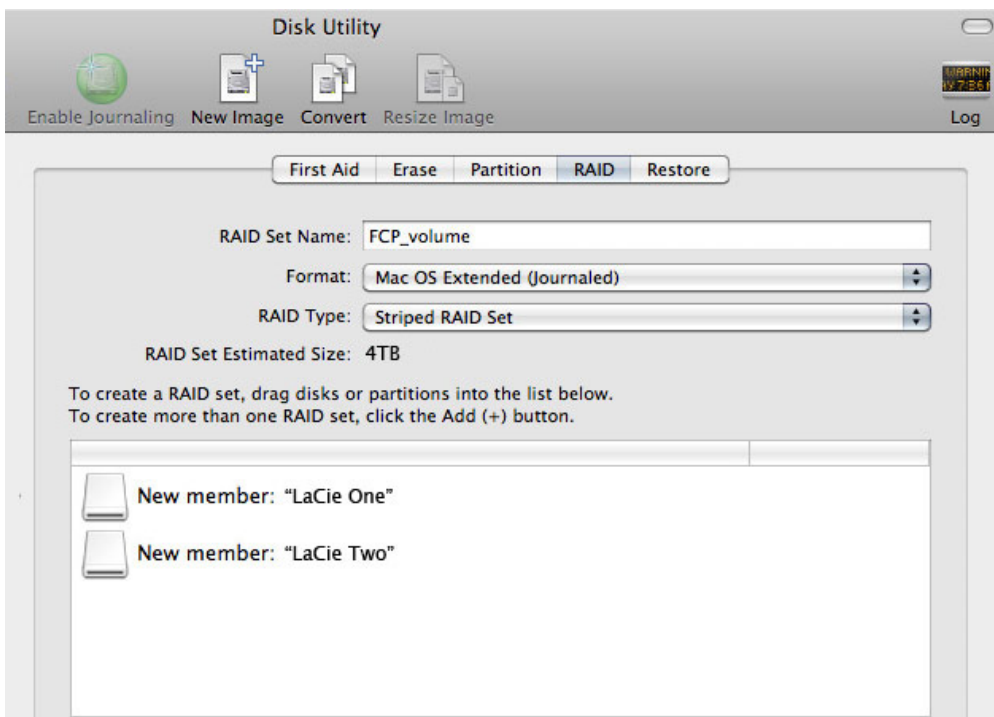 Disk Utility
Enable Journaling New Image Convert Resize Image Log
First Aid Erase Partition RAID Restore
RAID Set Name: FCP_volume
Format: Mac OS Extended (Journaled)
RAID Type: Striped RAID Set
RAID Set Estimated Size: 4TB
To create a RAID set, drag disks or partitions into the list below.
To create more than one RAID set, click the Add (+) button.
New member: “LaCie One”
New member: “LaCie Two”